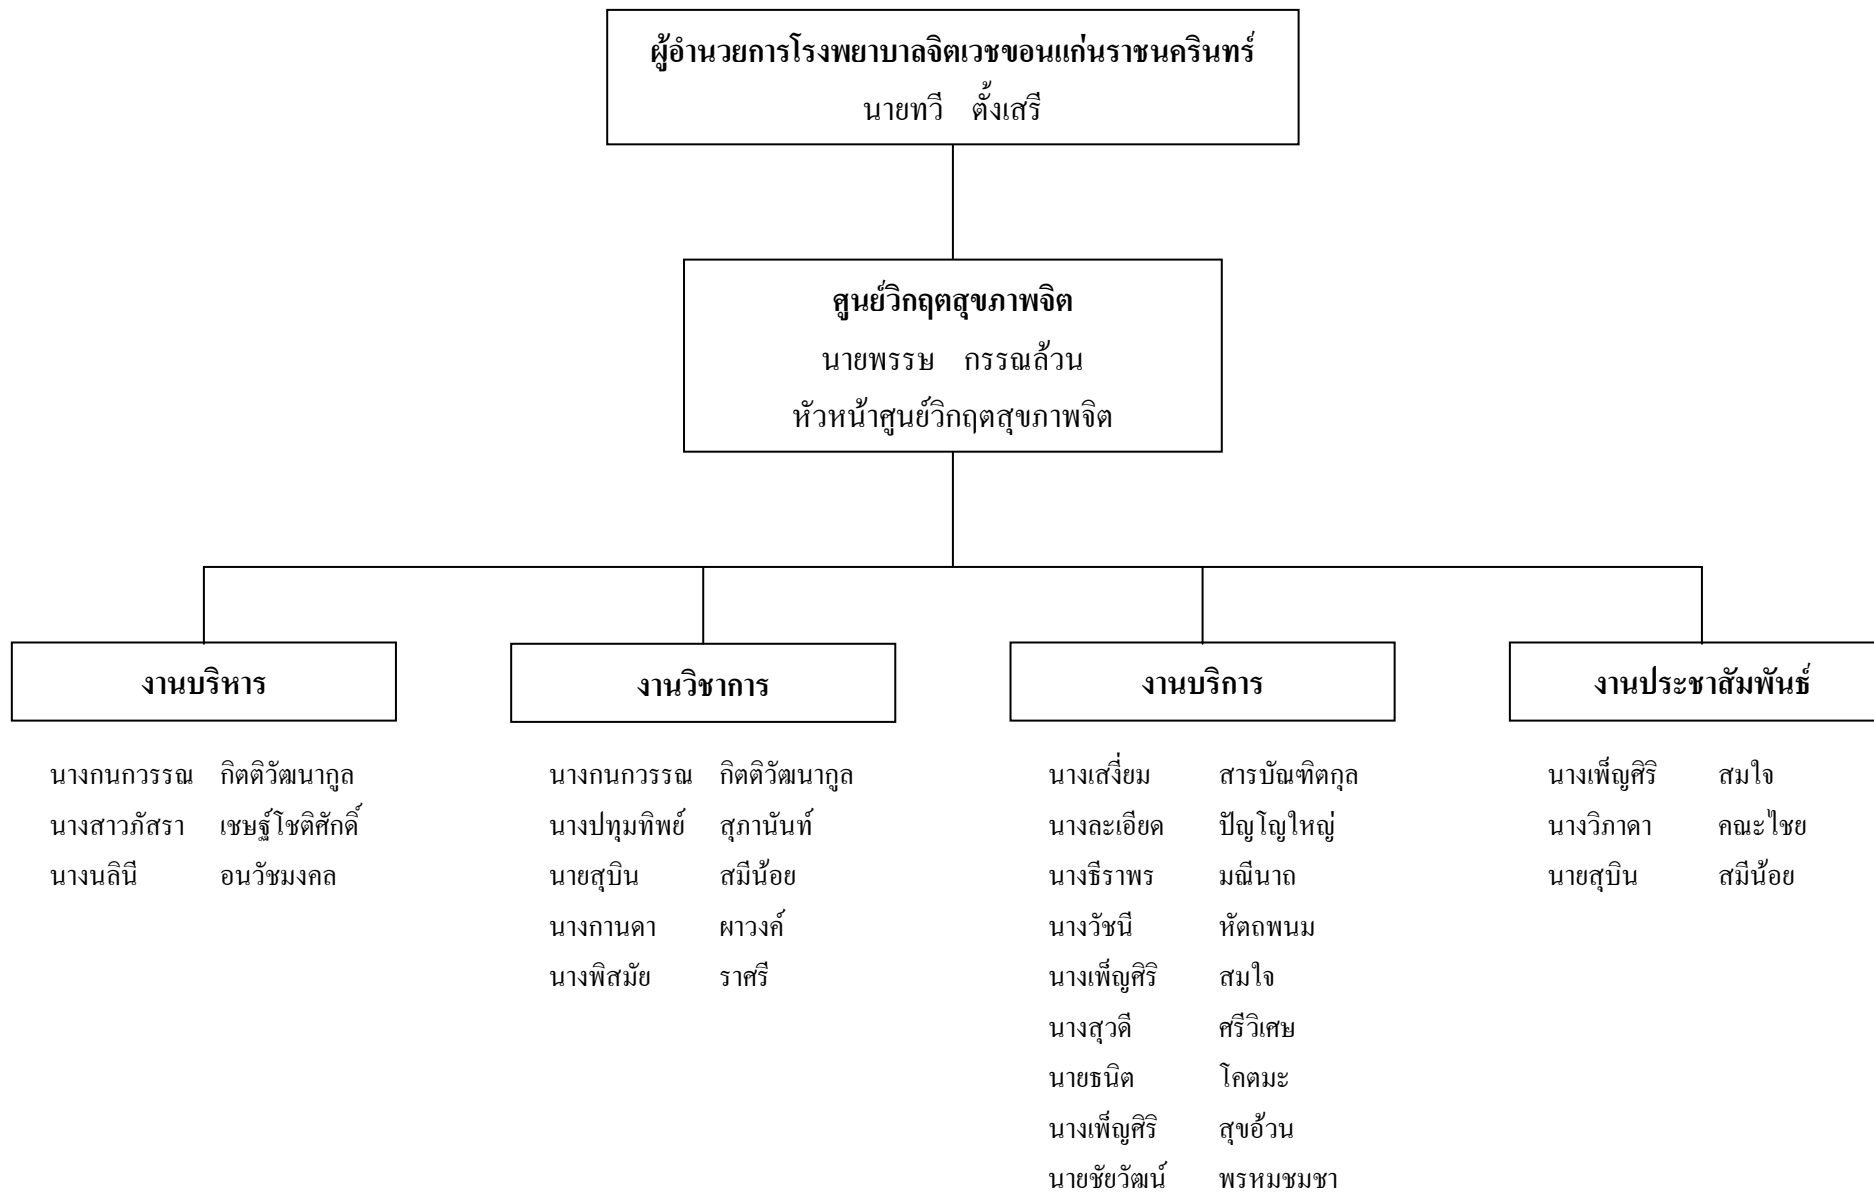 ผู้อำนวยการโรงพยาบาลจิตเวชขอนแก่นราชนครินทร์
นายทวี ตั้งเสรี
ศูนย์วิกฤตสุขภาพจิต
นายพรรษ กรรณล้วน
หัวหน้าศูนย์วิกฤตสุขภาพจิต
งานบริหาร
นางกนกวรรณ กิตติวัฒนากูล
นางสาวภัสรา เชษฐ์โชติศักดิ์
นางนลินี อนวัชมงคล
งานวิชาการ
นางกนกวรรณ กิตติวัฒนากูล
นางปทุมทิพย์ สุภานันท์
นายสุบิน สมีน้อย
นางกานดา ผาวงค์
นางพิสมัย ราศรี
งานบริการ
นางเสงี่ยม สารบัณฑิตกุล
นางละเอียด ปัญโญใหญ่
นางธีราพร มณีนาถ
นางวัชนี หัตถพนม
นางเพ็ญศิริ สมใจ
นางสุวดี ศรีวิเศษ
นายธนิต โคตมะ
นางเพ็ญศิริ สุขอ้วน
นายชัยวัฒน์ พรหมชมชา
งานประชาสัมพันธ์
นางเพ็ญศิริ สมใจ
นางวิภาดา คณะไชย
นายสุบิน สมีน้อย